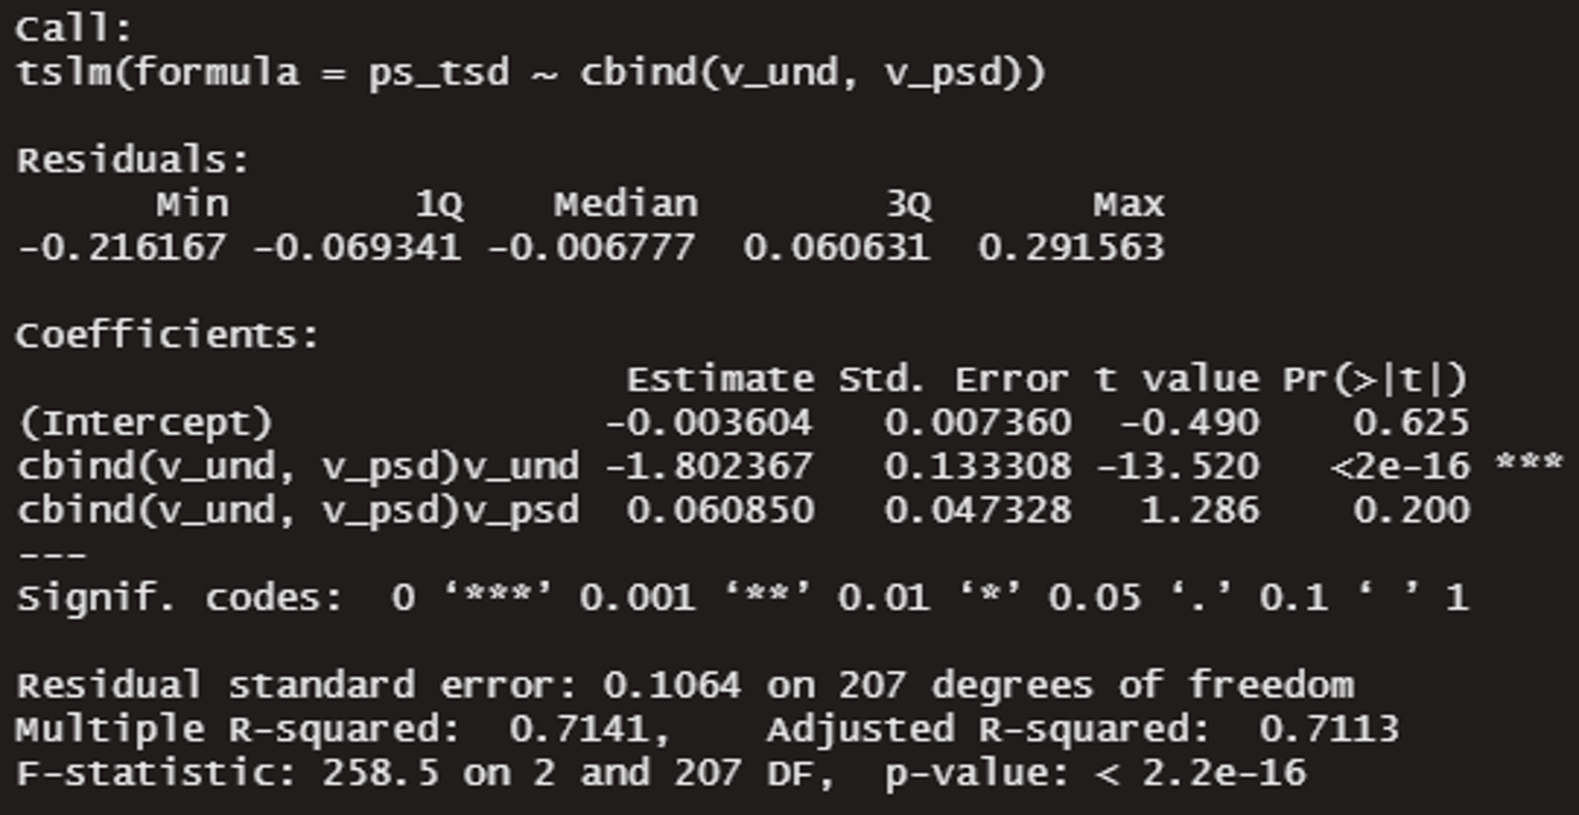 Call:
tslm(formula = ps_tsd ~ cbind(v_und, v_psd))
Residuals:
Min 1Q Median 3Q Max
-0.216167 -0.069341 -0.006777 0.060631 0.291563
Coefficients:
Estimate Std. Error t value Pr(>|t|)
(Intercept) -0.003604 0.007360 -0.490 0.625
cbind(v_und, v_psd)v_und -1.802367 0.133308 -13.520 <2e-16 ***
cbind(v_und, v_psd)v_psd 0.060850 0.047328 1.286 0.200
---
Signif. codes: 0 ‘***’ 0.001 ‘**’ 0.01 ‘*’ 0.05 ‘.’ 0.1 ‘ ’ 1
Residual standard error: 0.1064 on 207 degrees of freedom
Multiple R-squared: 0.7141, Adjusted R-squared: 0.7113
F-statistic: 258.5 on 2 and 207 DF, p-value: < 2.2e-16